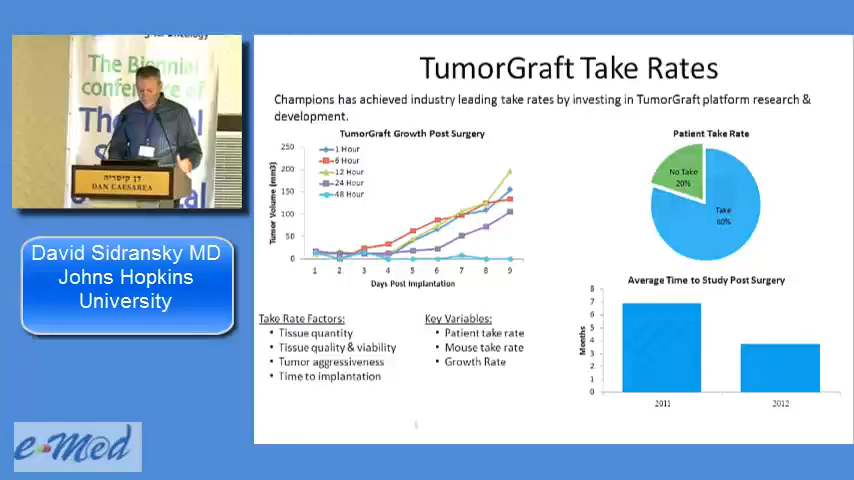 The Biennial
conference of
דן קיסריה
DAN CAESAREA
David Sidransky MD
Johns Hopkins
University
e-Med
TumorGraft Take Rates
Champions has achieved industry leading take rates by investing in TumorGraft platform research &
development.
TumorGraft Growth Post Surgery
1 Hour
6 Hour
12 Hour
24 Hour
48 Hour
Tumor Volume (mm3)
250
200
150
100
50
0
1 2 3 4 5 6 7 8 9
Days Post Implantation
Patient Take Rate
No Take
20%
Take
80%
Take Rate Factors:
• Tissue quantity
• Tissue quality & viability
• Tumor aggressiveness
• Time to implantation
Key Variables:
• Patient take rate
• Mouse take rate
• Growth Rate
Average Time to Study Post Surgery
Months
8
7
6
5
4
3
2
1
0
2011 2012